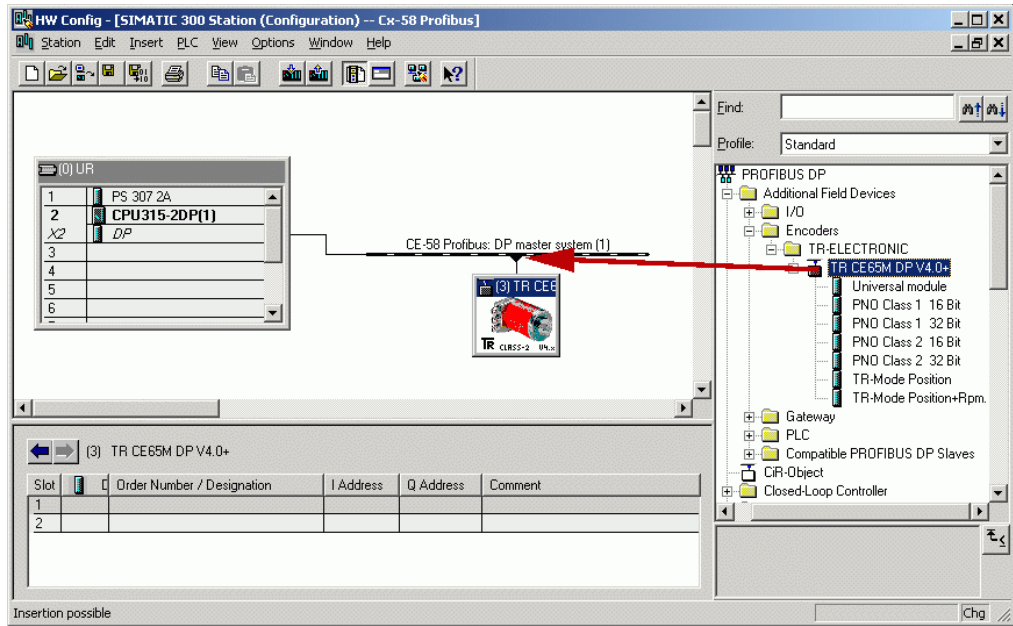 HW Config - [SIMATIC 300 Station (Configuration) -- Cx-58 Profibus]
Station Edit Insert PLC View Options Window Help
(0) UR
1 PS 307 2A
2 CPU315-2DP(1)
X2 DP
3
4
5
6
CE-58 Profibus: DP master system (1)
(3) TR CE6
TR CLASS-2 V4.x
Find:
Profile: Standard
PROFIBUS DP
Additional Field Devices
I/O
Encoders
TR-ELECTRONIC
TR CE65M DP V4.0+
Universal module
PNO Class 1 16 Bit
PNO Class 1 32 Bit
PNO Class 2 16 Bit
PNO Class 2 32 Bit
TR-Mode Position
TR-Mode Position+Rpm.
Gateway
PLC
Compatible PROFIBUS DP Slaves
CiR-Object
Closed-Loop Controller
(3) TR CE65M DP V4.0+
Slot D Order Number / Designation I Address Q Address Comment
1
2
Insertion possible
Chg